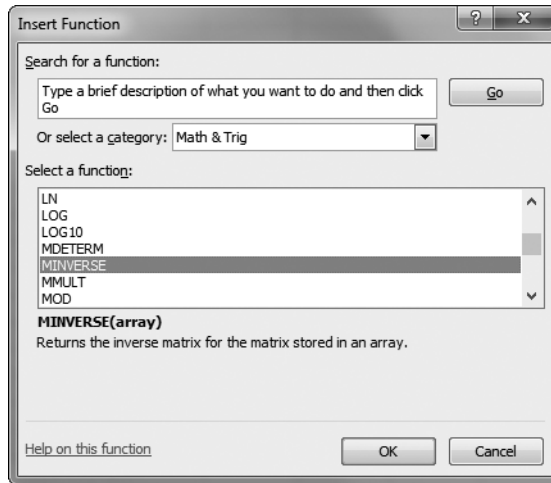 Insert Function
?
X
Search for a function:
Type a brief description of what you want to do and then click
Go
Go
Or select a category: Math & Trig
Select a function:
LN
LOG
LOG10
MDETERM
MINVERSE
MMULT
MOD
MINVERSE(array)
Returns the inverse matrix for the matrix stored in an array.
Help on this function
OK
Cancel